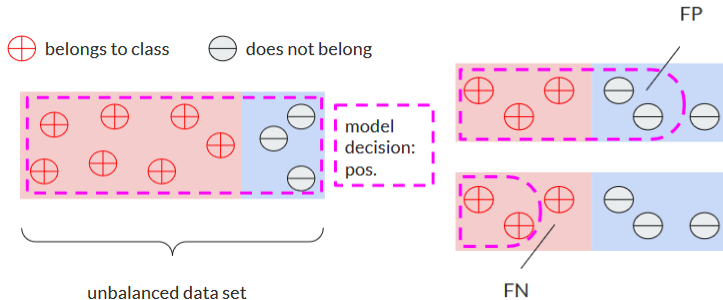 FP
belongs to class
does not belong
model
decision:
pos.
FN
unbalanced data set